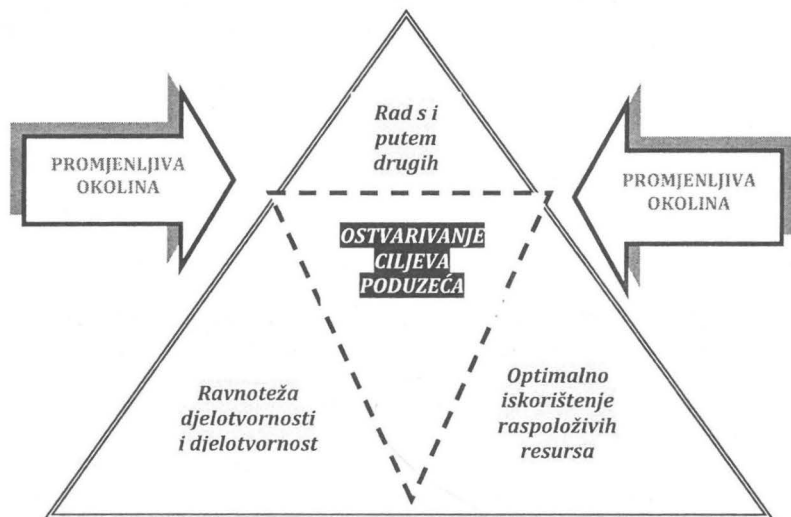 Rad s i
putem
drugih
PROMJENLJIVA
OKOLINA
PROMJENLJIVA
OKOLINA
OSTVARIVANJE
CILJEVA
PODUZEĆA
Ravnoteža
djelotvornosti
i djelotvornost
Optimalno
iskorištenje
raspoloživih
resursa